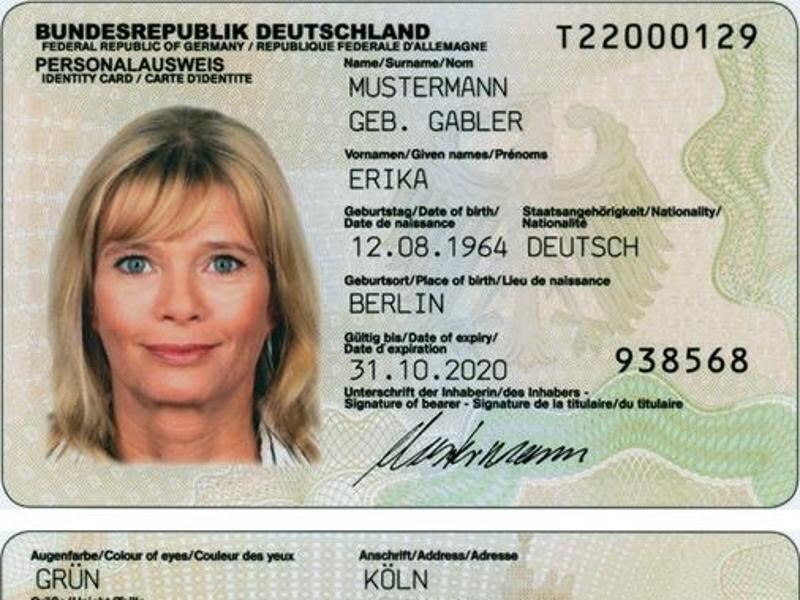 BUNDESREPUBLIK DEUTSCHLAND
FEDERAL REPUBLIC OF GERMANY / REPUBLIQUE FEDERALE D'ALLEMAGNE
PERSONALAUSWEIS
IDENTITY CARD / CARTE D'IDENTITE
T22000129
Name/Surname/Nom
MUSTERMANN
GEB. GABLER
Vornamen/Given names/Prénoms
ERIKA
Geburtstag/Date of birth/
Date de naissance
12.08.1964
Staatsangehörigkeit/Nationality/
Nationalité
DEUTSCH
Geburtsort/Place of birth/Lieu de naissance
BERLIN
Gültig bis/Date of expiry/
Date d'expiration
31.10.2020
938568
Unterschrift der Inhaberin/des Inhabers -
Signature of bearer - Signature de la titulaire/du titulaire
Mustermann
Augenfarbe/Colour of eyes/Couleur des yeux
GRÜN
Anschrift/Address/Adresse
KÖLN